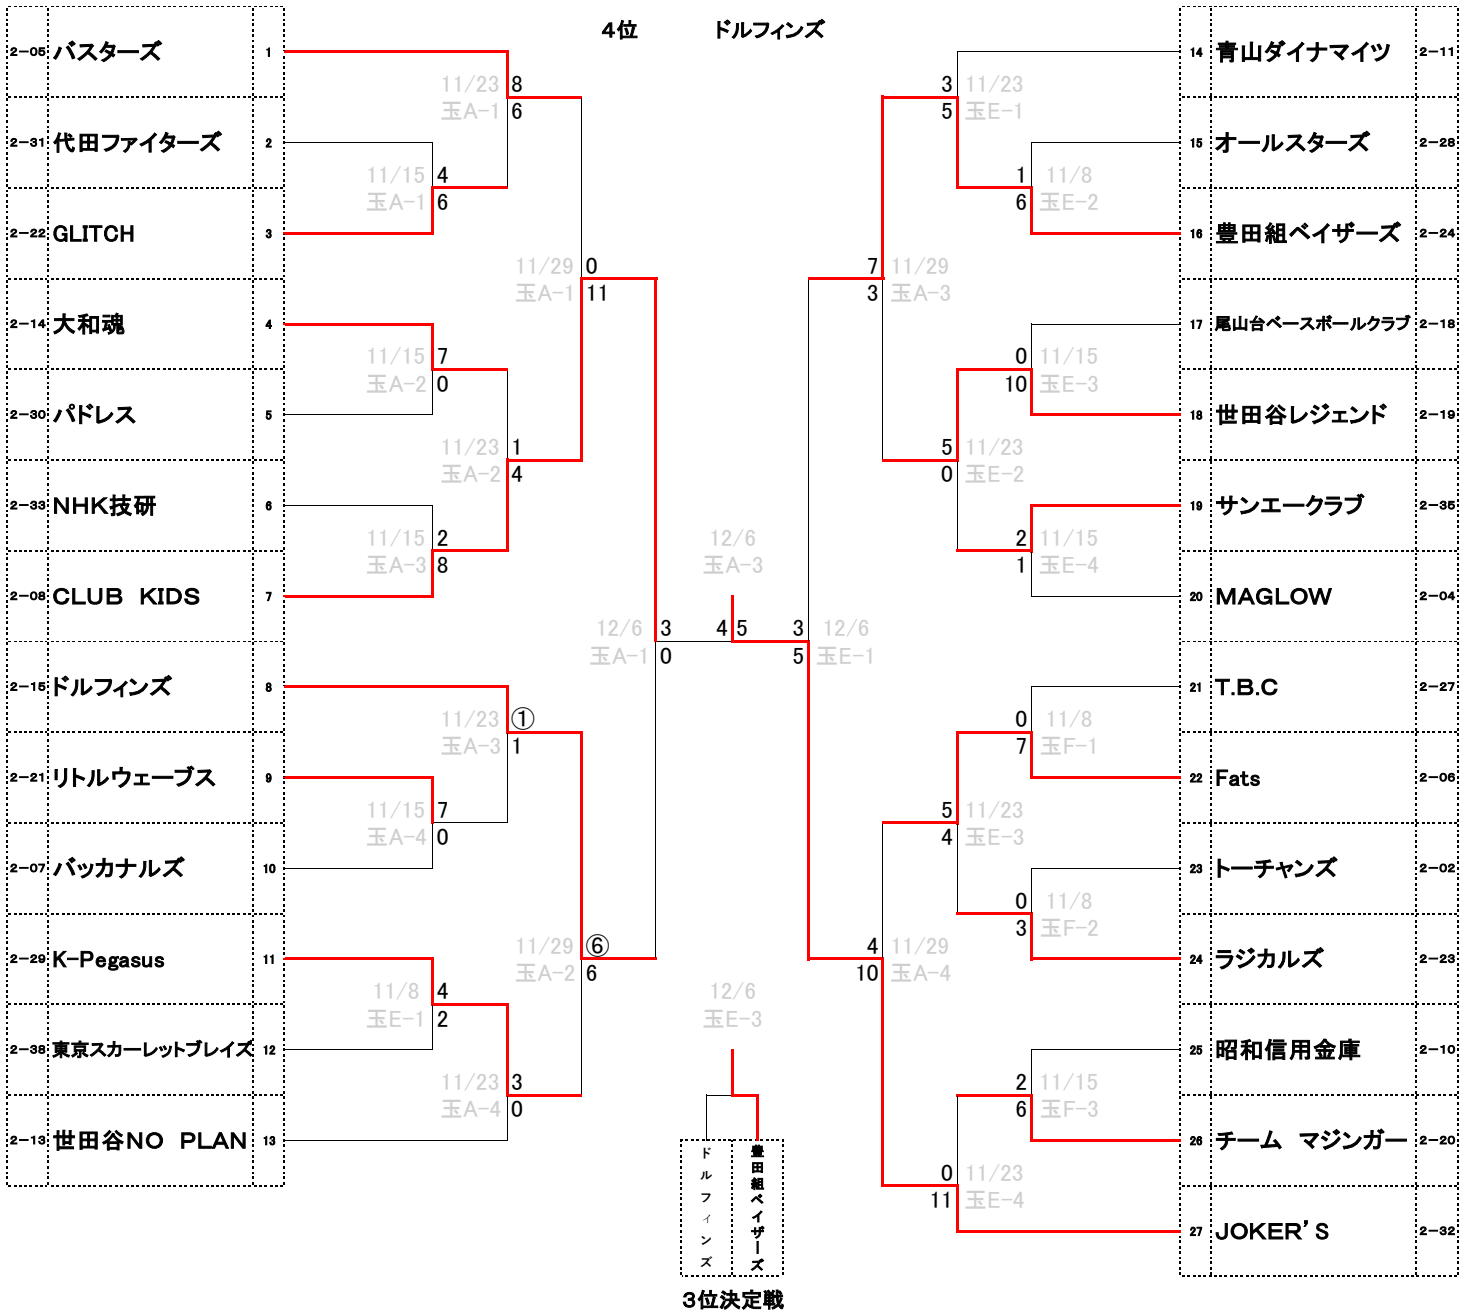 4位 ドルフィンズ
2-05 バスターズ 1
11/23 8
玉A-1 6
2-31 代田ファイターズ 2
11/15 4
玉A-1 6
2-22 GLITCH 3
11/29 0
玉A-1 11
2-14 大和魂 4
11/15 7
玉A-2 0
2-30 パドレス 5
11/23 1
玉A-2 4
2-33 NHK技研 6
11/15 2
玉A-3 8
2-08 CLUB KIDS 7
12/6 3
玉A-1 0
2-15 ドルフィンズ 8
11/23 ①
玉A-3 1
2-21 リトルウェーブス 9
11/15 7
玉A-4 0
2-07 バッカナルズ 10
11/29 ⑥
玉A-2 6
2-29 K-Pegasus 11
11/8 4
玉E-1 2
2-38 東京スカーレットブレイズ 12
11/23 3
玉A-4 0
2-13 世田谷NO PLAN 13
12/6
玉A-3
4 5
12/6
玉E-3
ドルフィンズ
豊田組ベイザーズ
3位決定戦
14 青山ダイナマイツ 2-11
3 11/23
5 玉E-1
15 オールスターズ 2-28
1 11/8
6 玉E-2
16 豊田組ベイザーズ 2-24
7 11/29
3 玉A-3
17 尾山台ベースボールクラブ 2-18
0 11/15
10 玉E-3
18 世田谷レジェンド 2-19
5 11/23
0 玉E-2
19 サンエークラブ 2-35
2 11/15
1 玉E-4
20 MAGLOW 2-04
3 12/6
5 玉E-1
21 T.B.C 2-27
0 11/8
7 玉F-1
22 Fats 2-06
5 11/23
4 玉E-3
23 トーチャンズ 2-02
0 11/8
3 玉F-2
24 ラジカルズ 2-23
4 11/29
10 玉A-4
25 昭和信用金庫 2-10
2 11/15
6 玉F-3
26 チーム マジンガー 2-20
0 11/23
11 玉E-4
27 JOKER'S 2-32